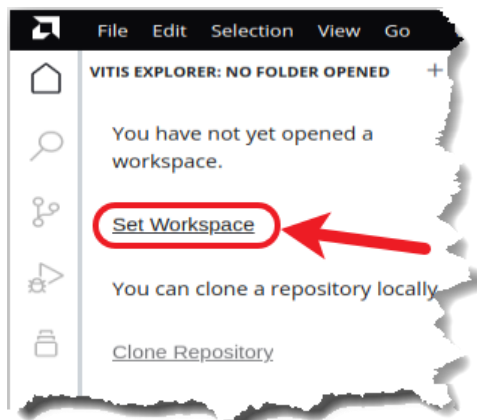 File Edit Selection View Go
VITIS EXPLORER: NO FOLDER OPENED +
You have not yet opened a
workspace.
Set Workspace
You can clone a repository locally
Clone Repository